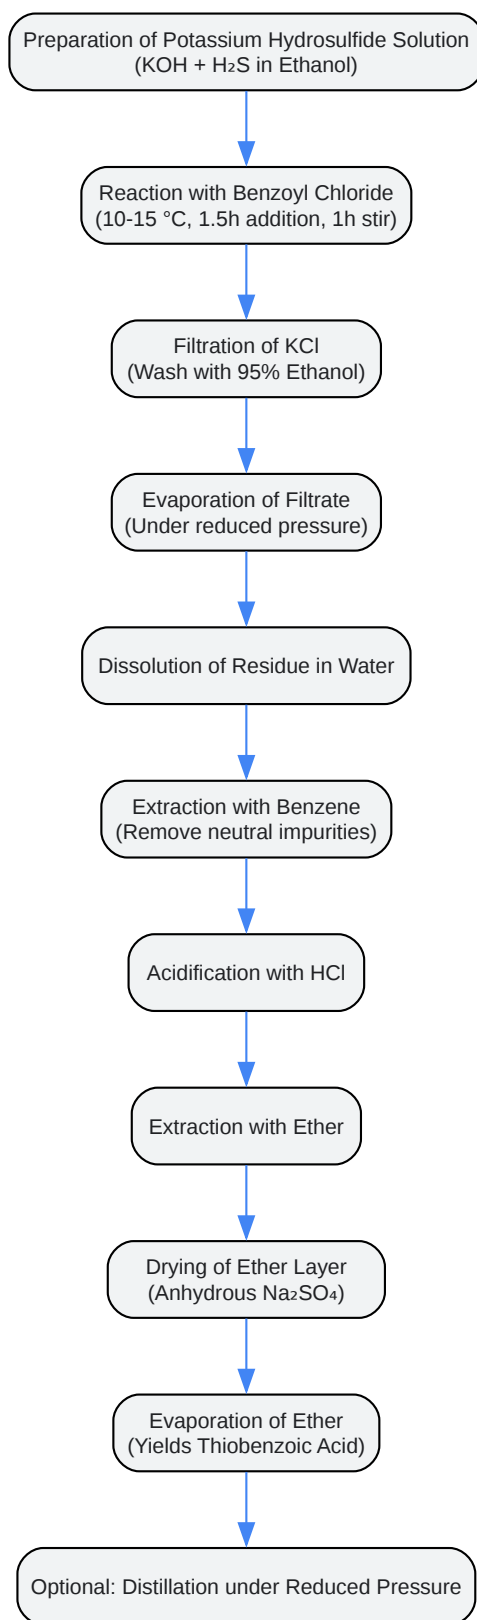 Preparation of Potassium Hydrosulfide Solution
(KOH + H₂S in Ethanol)
Reaction with Benzoyl Chloride
(10-15 °C, 1.5h addition, 1h stir)
Filtration of KCl
(Wash with 95% Ethanol)
Evaporation of Filtrate
(Under reduced pressure)
Dissolution of Residue in Water
Extraction with Benzene
(Remove neutral impurities)
Acidification with HCl
Extraction with Ether
Drying of Ether Layer
(Anhydrous Na₂SO₄)
Evaporation of Ether
(Yields Thiobenzoic Acid)
Optional: Distillation under Reduced Pressure